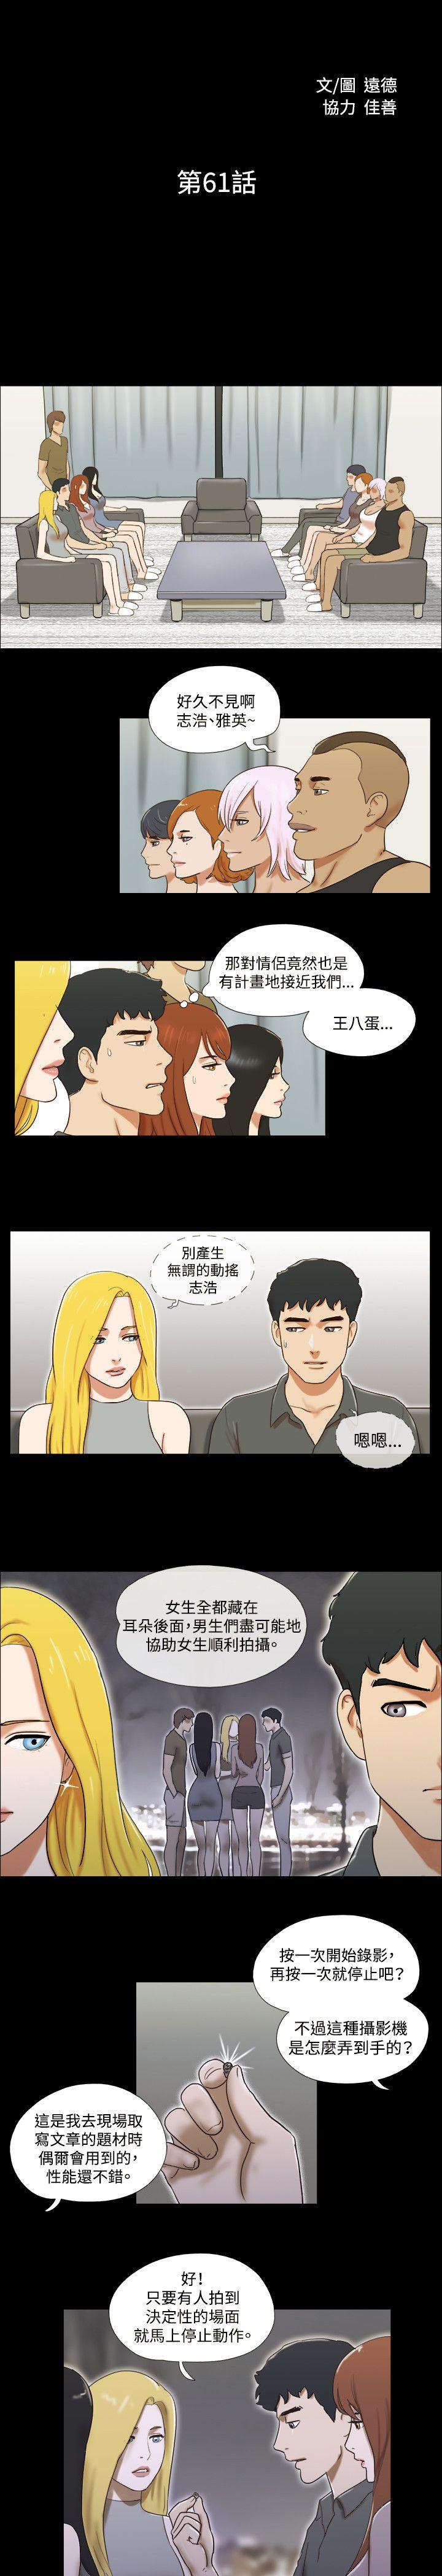 文/圖 遠德
協力 佳善
第61話
好久不見啊
志浩、雅英~
那對情侶竟然也是
有計畫地接近我們...
王八蛋...
別產生
無謂的動搖
志浩
嗯嗯...
女生全都藏在
耳朵後面,男生們盡可能地
協助女生順利拍攝。
按一次開始錄影,
再按一次就停止吧?
不過這種攝影機
是怎麼弄到手的?
這是我去現場取
寫文章的題材時
偶爾會用到的,
性能還不錯。
好!
只要有人拍到
決定性的場面
就馬上停止動作。